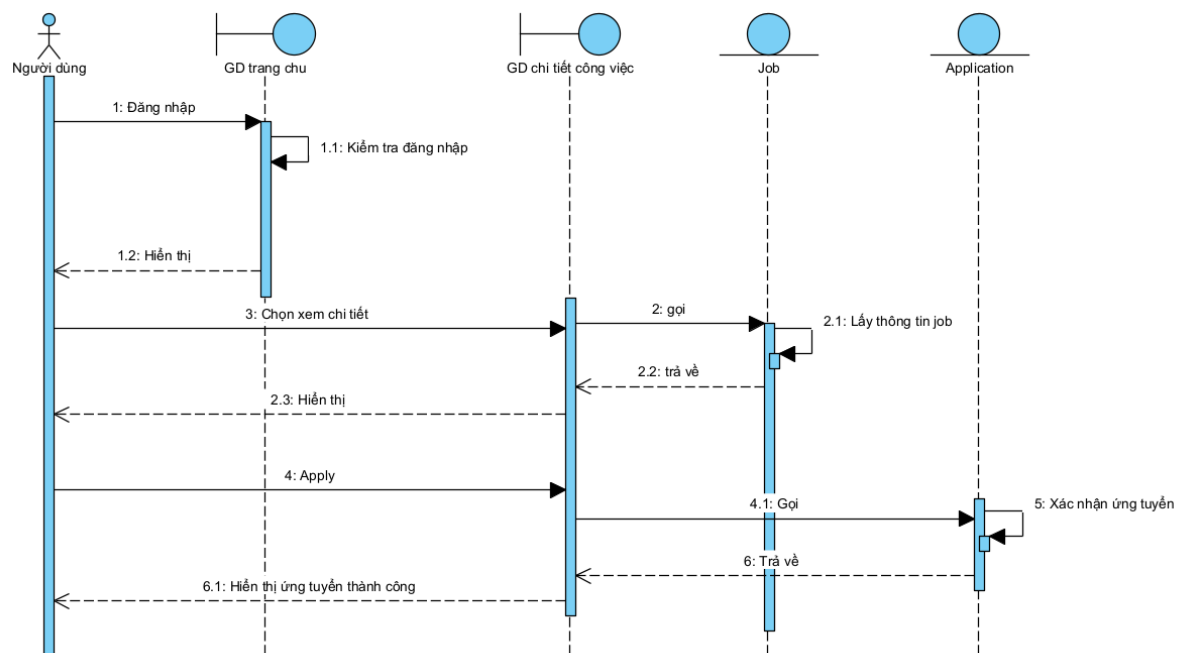 Người dùng
GD trang chu
GD chi tiết công việc
Job
Application
1: Đăng nhập
1.1: Kiểm tra đăng nhập
1.2: Hiển thị
3: Chọn xem chi tiết
2: gọi
2.1: Lấy thông tin job
2.2: trả về
2.3: Hiển thị
4: Apply
4.1: Gọi
5: Xác nhận ứng tuyển
6: Trả về
6.1: Hiển thị ứng tuyển thành công